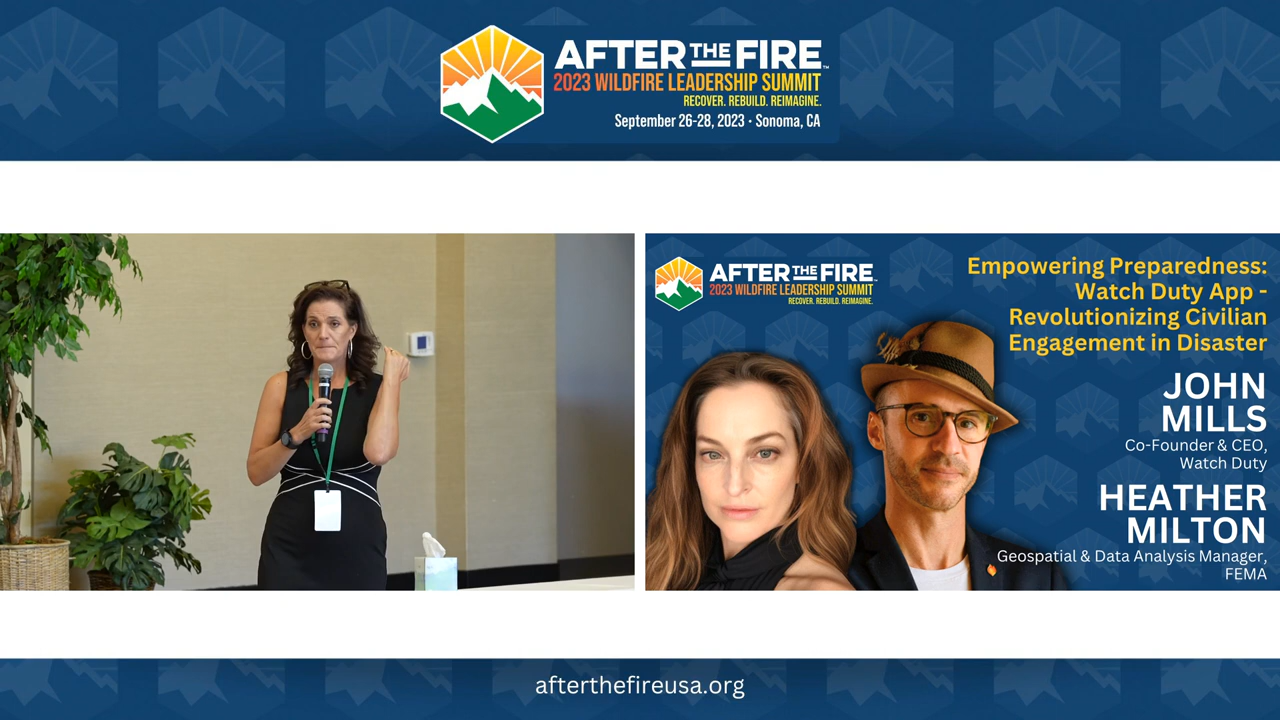 AFTER THE FIRE™
2023 WILDFIRE LEADERSHIP SUMMIT
RECOVER. REBUILD. REIMAGINE.
September 26-28, 2023 • Sonoma, CA
AFTER THE FIRE™
2023 WILDFIRE LEADERSHIP SUMMIT
RECOVER. REBUILD. REIMAGINE.
Empowering Preparedness:
Watch Duty App -
Revolutionizing Civilian
Engagement in Disaster
JOHN
MILLS
Co-Founder & CEO,
Watch Duty
HEATHER
MILTON
Geospatial & Data Analysis Manager,
FEMA
afterthefireusa.org